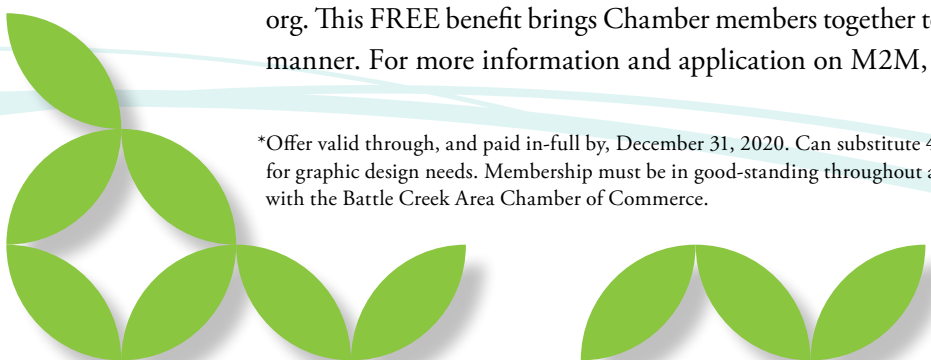 org. This FREE benefit brings Chamber members together
manner. For more information and application on M2M,
*Offer valid through, and paid in-full by, December 31, 2020. Can substitute
for graphic design needs. Membership must be in good-standing throughout
with the Battle Creek Area Chamber of Commerce.